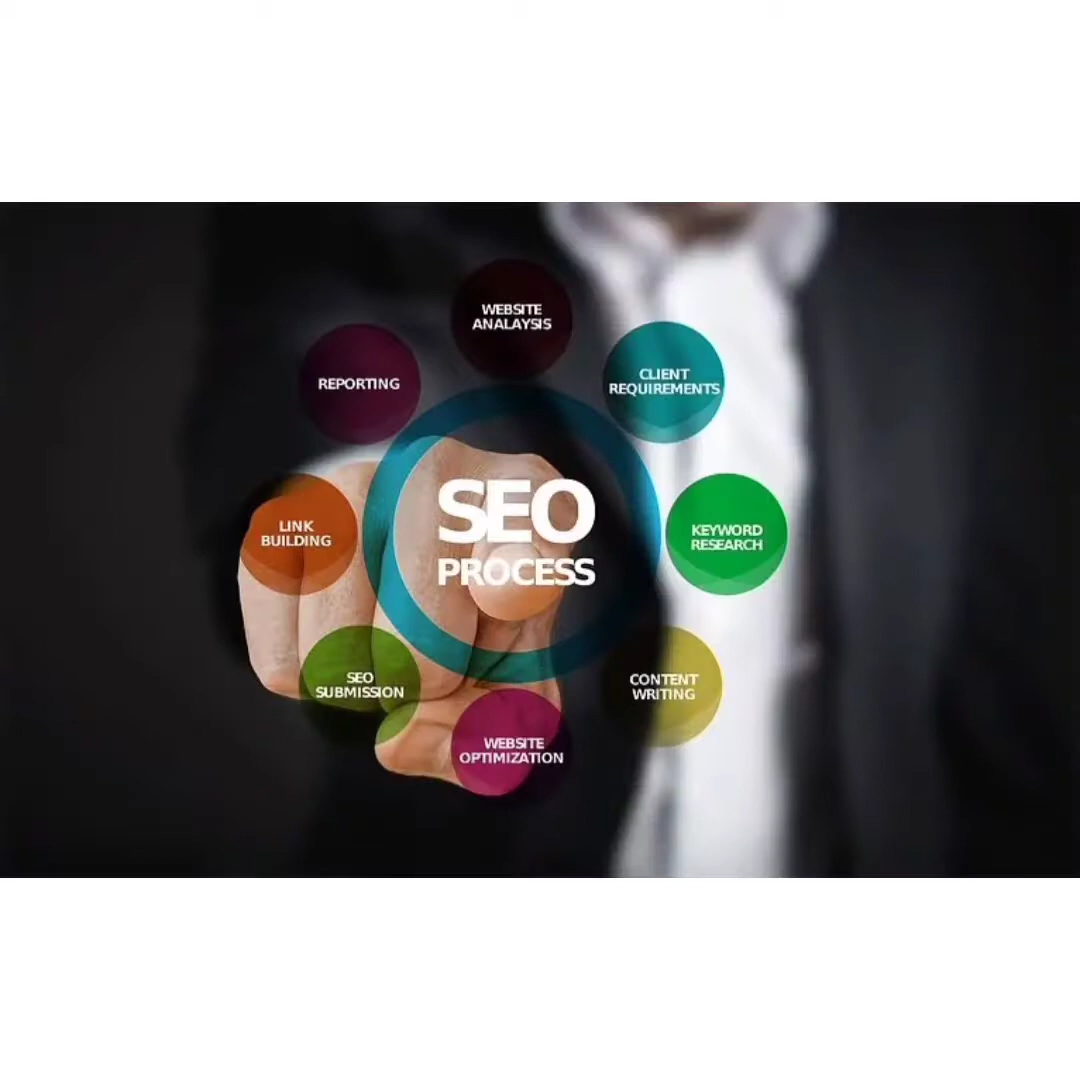 WEBSITE
ANALAYSIS
CLIENT
REQUIREMENTS
REPORTING
SEO
PROCESS
KEYWORD
RESEARCH
LINK
BUILDING
CONTENT
WRITING
SEO
SUBMISSION
WEBSITE
OPTIMIZATION